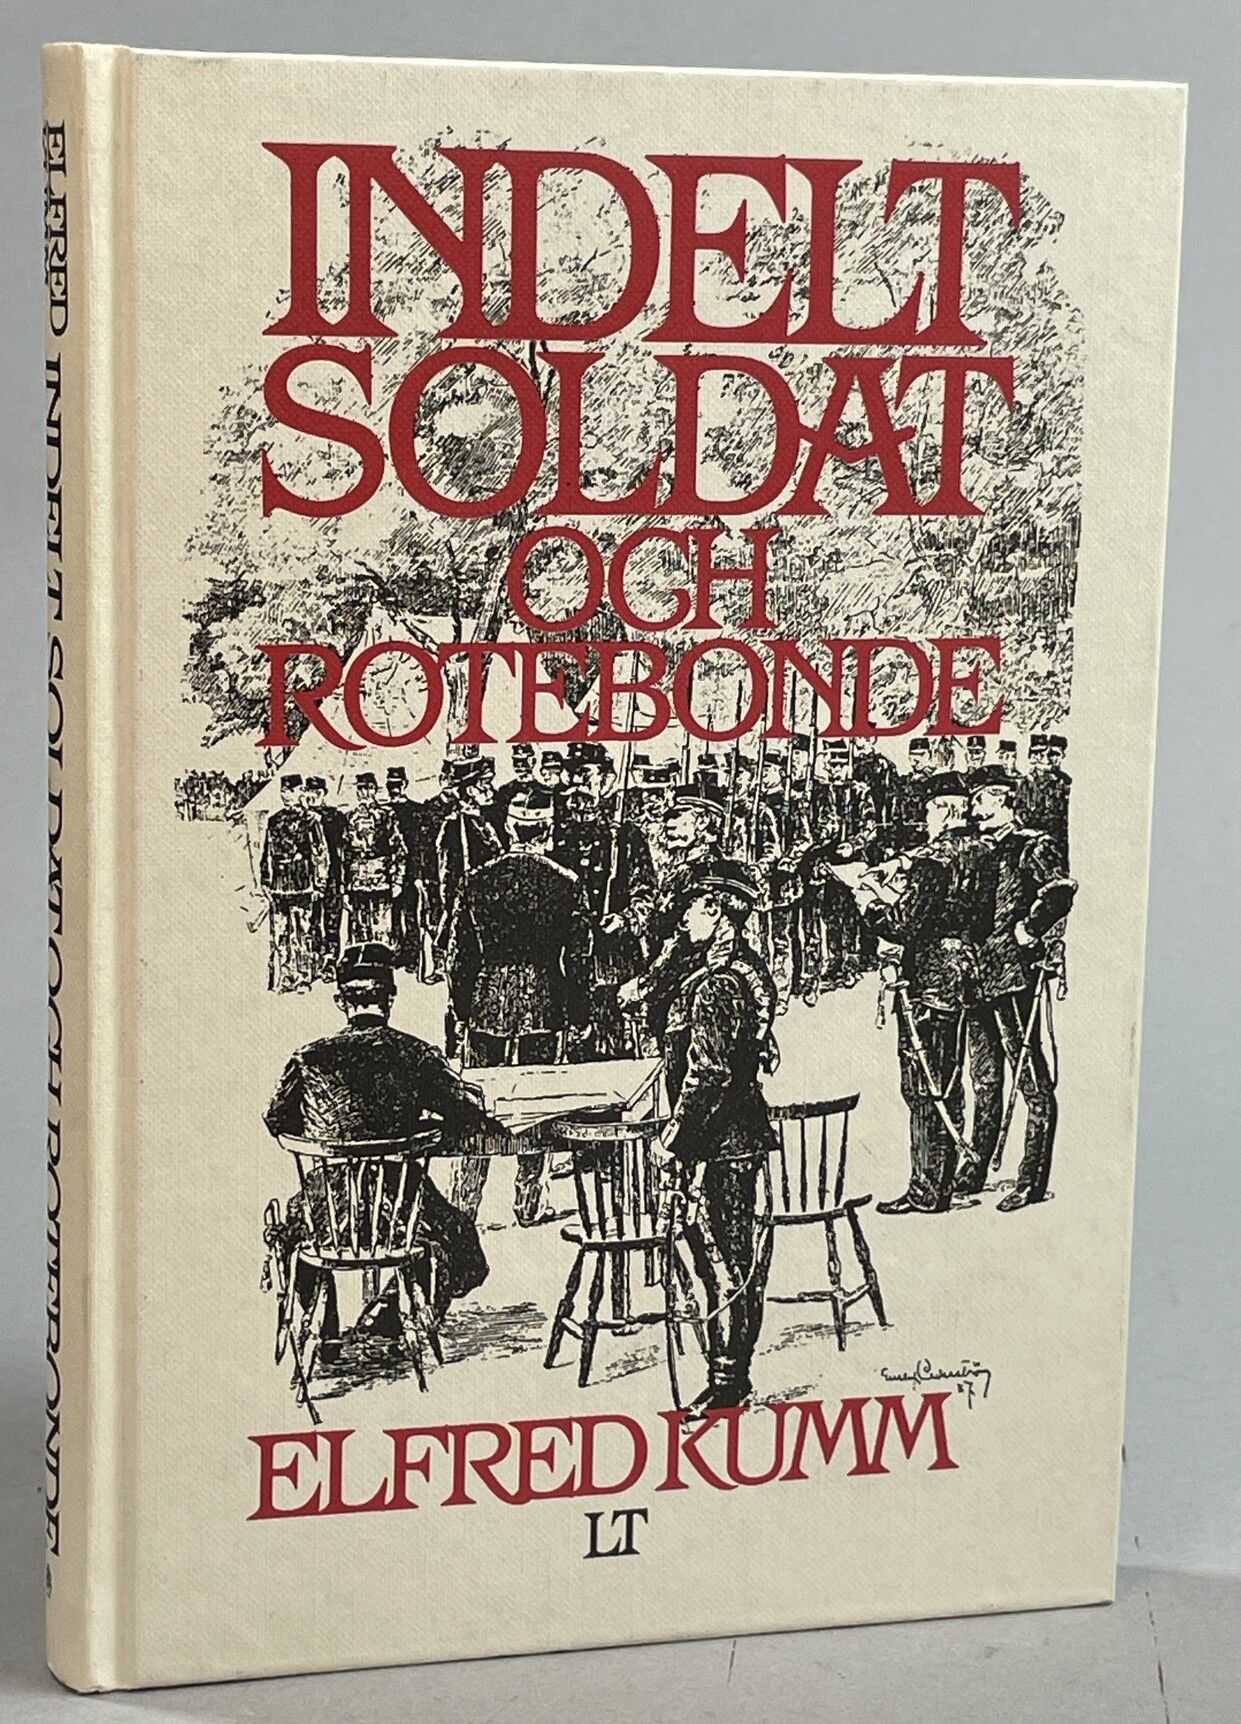 INDELT
SOLDAT
OCH
ROTEBONDE
ELFRED KUMM
LT
ELFRED
KUMM
INDELT SOLDAT OCH ROTEBONDE